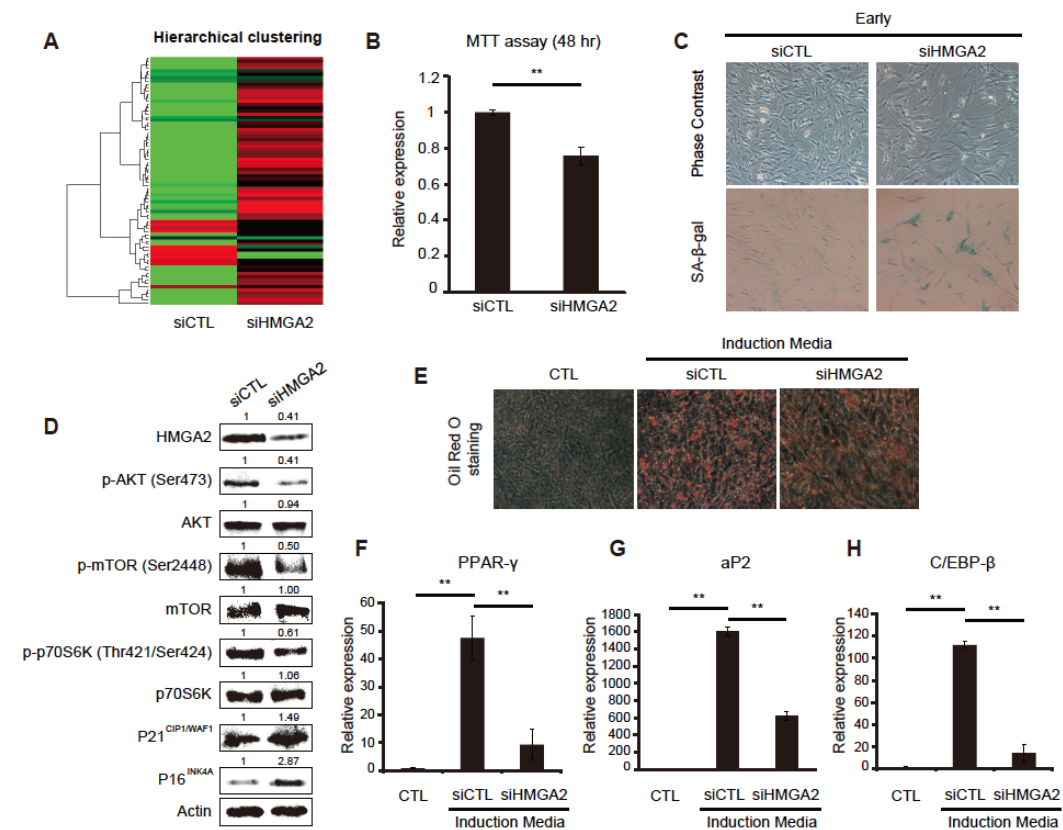 A
Hierarchical clustering
siCTL siHMGA2
B
MTT assay (48 hr)
**
Relative expression
1.2
1
0.8
0.6
0.4
0.2
0
siCTL siHMGA2
C
Early
siCTL siHMGA2
Phase Contrast
SA-β-gal
D
siCTL siHMGA2
1 0.41
HMGA2
1 0.41
p-AKT (Ser473)
1 0.94
AKT
1 0.50
p-mTOR (Ser2448)
1 1.00
mTOR
1 0.61
p-p70S6K (Thr421/Ser424)
1 1.06
p70S6K
1 1.49
P21CIP1/WAF1
1 2.87
P16INK4A
Actin
E
Induction Media
CTL siCTL siHMGA2
Oil Red O
staining
F
PPAR-γ
** **
Relative expression
60
50
40
30
20
10
0
CTL siCTL siHMGA2
Induction Media
G
aP2
** **
Relative expression
1800
1600
1400
1200
1000
800
600
400
200
0
CTL siCTL siHMGA2
Induction Media
H
C/EBP-β
** **
Relative expression
140
120
100
80
60
40
20
0
CTL siCTL siHMGA2
Induction Media